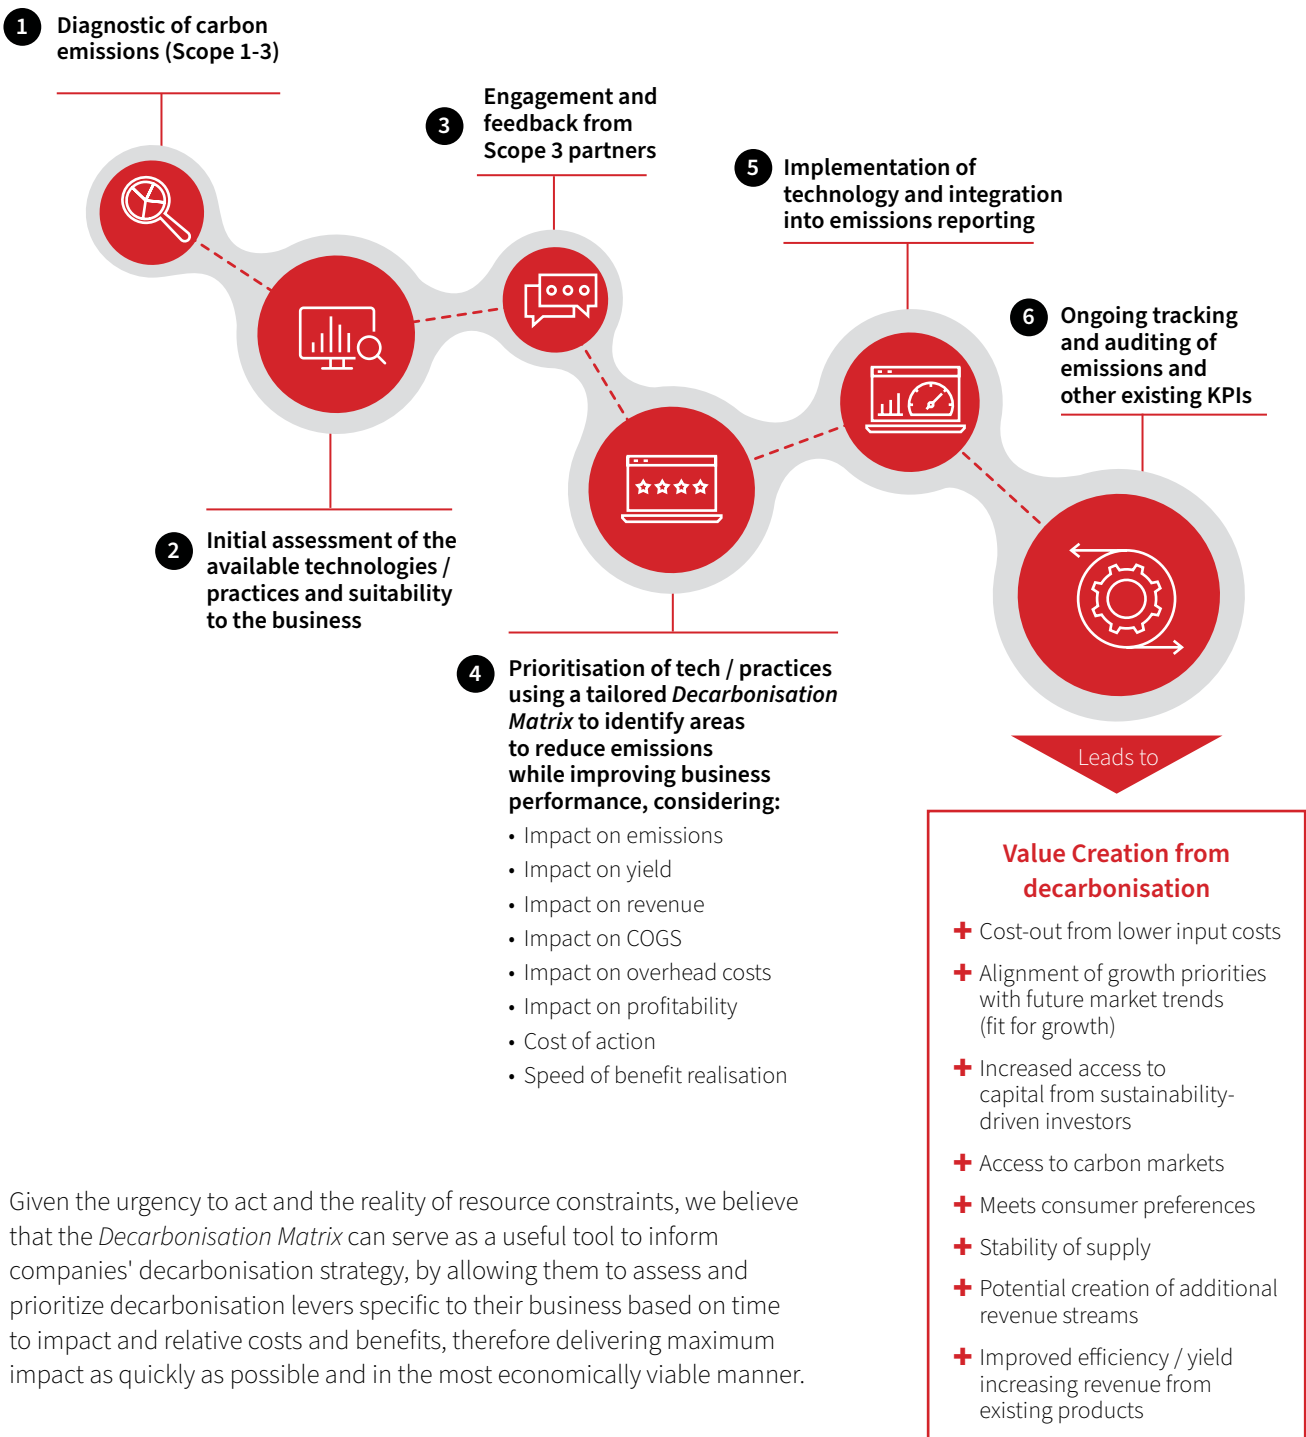 1
Diagnostic of carbon
emissions (Scope 1-3)
2
Initial assessment of the
available technologies /
practices and suitability
to the business
3
Engagement and
feedback from
Scope 3 partners
4
Prioritisation of tech / practices
using a tailored Decarbonisation
Matrix to identify areas
to reduce emissions
while improving business
performance, considering:
• Impact on emissions
• Impact on yield
• Impact on revenue
• Impact on COGS
• Impact on overhead costs
• Impact on profitability
• Cost of action
• Speed of benefit realisation
5
Implementation of
technology and integration
into emissions reporting
6
Ongoing tracking
and auditing of
emissions and
other existing KPIs
Leads to
Value Creation from
decarbonisation
+ Cost-out from lower input costs
+ Alignment of growth priorities
with future market trends
(fit for growth)
+ Increased access to
capital from sustainability-
driven investors
+ Access to carbon markets
+ Meets consumer preferences
+ Stability of supply
+ Potential creation of additional
revenue streams
+ Improved efficiency / yield
increasing revenue from
existing products
Given the urgency to act and the reality of resource constraints, we believe
that the Decarbonisation Matrix can serve as a useful tool to inform
companies' decarbonisation strategy, by allowing them to assess and
prioritize decarbonisation levers specific to their business based on time
to impact and relative costs and benefits, therefore delivering maximum
impact as quickly as possible and in the most economically viable manner.